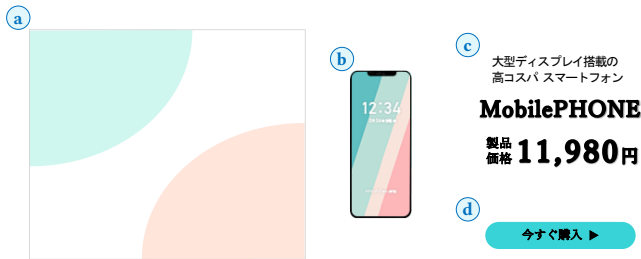 a
b
12:34
c
大型ディスプレイ搭載の
高コスパ スマートフォン
MobilePHONE
製品
価格 11,980円
d
今すぐ購入 ▶